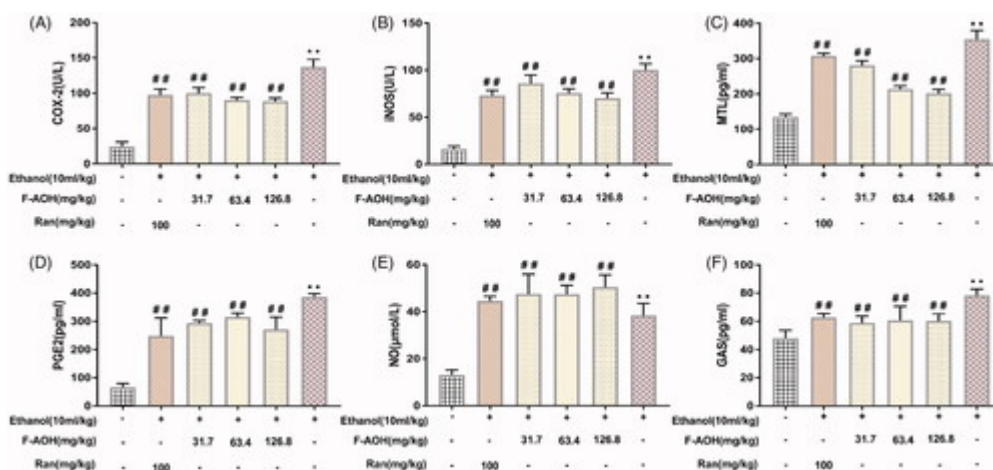 (A)
COX-2(U/L)
200
150
100
50
0
## ## ## ## **
Ethanol(10ml/kg) - + + + + +
F-AOH(mg/kg) - - 31.7 63.4 126.8 -
Ran(mg/kg) - 100 - - - -
(B)
iNOS(U/L)
150
100
50
0
## ## ## ## **
Ethanol(10ml/kg) - + + + + +
F-AOH(mg/kg) - - 31.7 63.4 126.8 -
Ran(mg/kg) - 100 - - - -
(C)
MTL(pg/ml)
400
300
200
100
0
## ## ## ## **
Ethanol(10ml/kg) - + + + + +
F-AOH(mg/kg) - - 31.7 63.4 126.8 -
Ran(mg/kg) - 100 - - - -
(D)
PGE2(pg/ml)
500
400
300
200
100
0
## ## ## ## **
Ethanol(10ml/kg) - + + + + +
F-AOH(mg/kg) - - 31.7 63.4 126.8 -
Ran(mg/kg) - 100 - - - -
(E)
NO(μmol/L)
60
40
20
0
## ## ## ## **
Ethanol(10ml/kg) - + + + + +
F-AOH(mg/kg) - - 31.7 63.4 126.8 -
Ran(mg/kg) - 100 - - - -
(F)
GAS(pg/ml)
100
80
60
40
20
0
## ## ## ## **
Ethanol(10ml/kg) - + + + + +
F-AOH(mg/kg) - - 31.7 63.4 126.8 -
Ran(mg/kg) - 100 - - - -